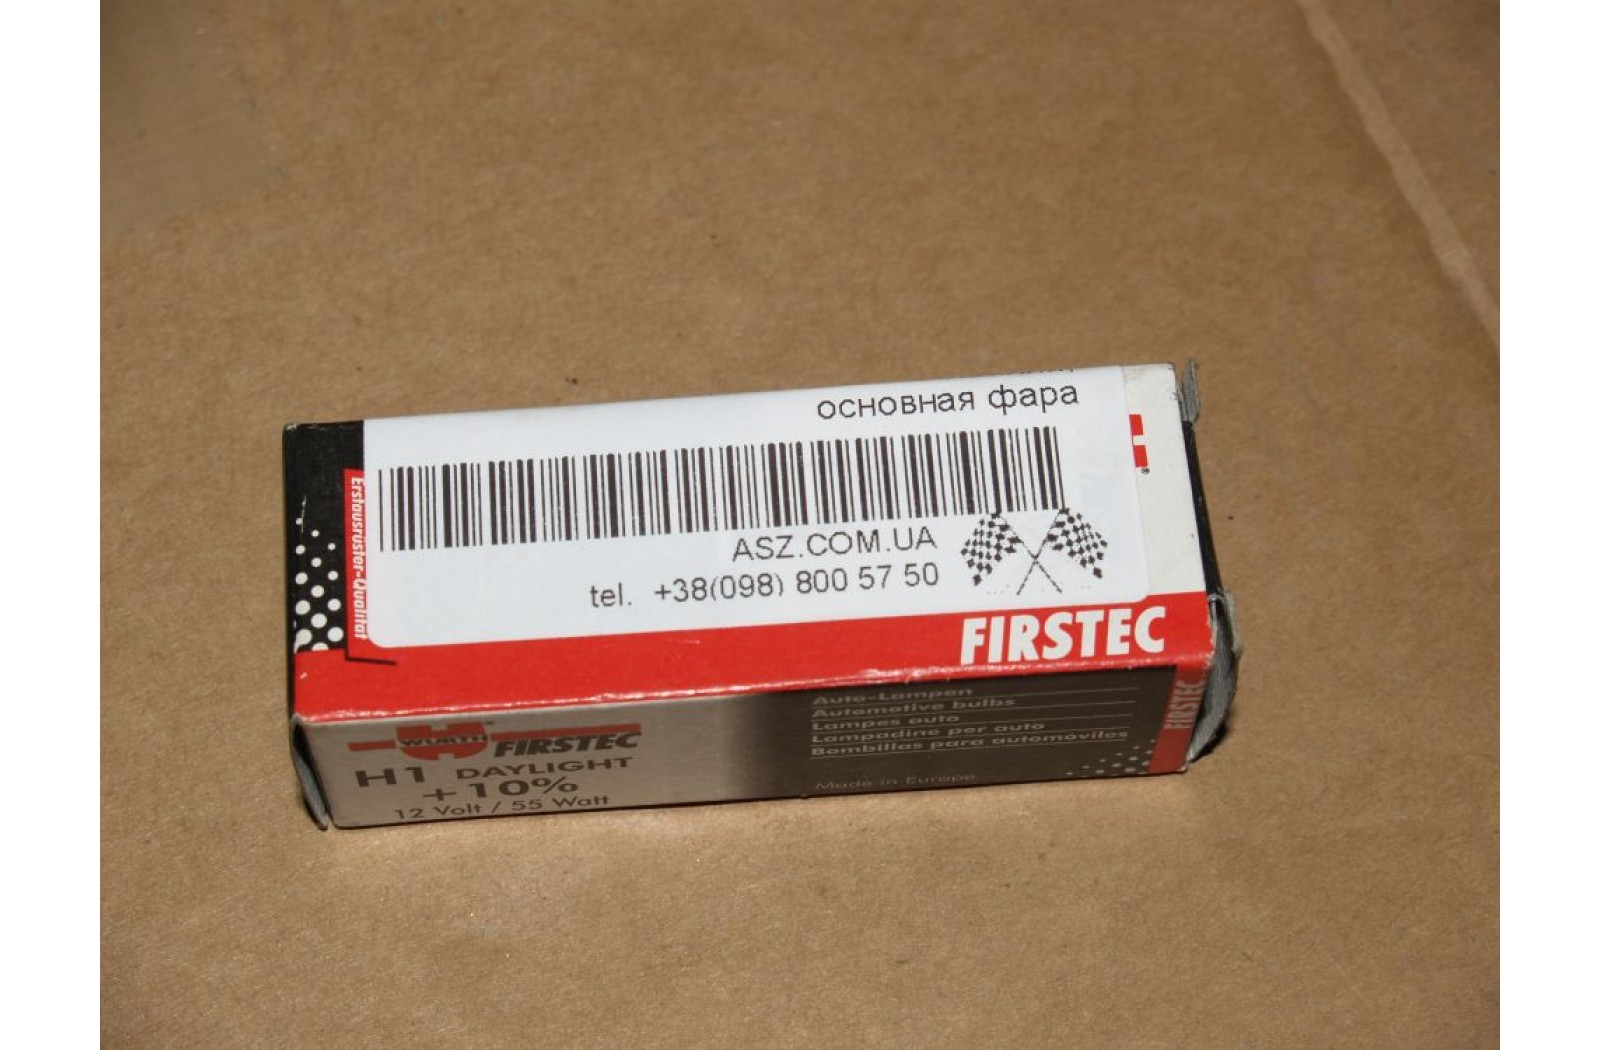 основная фара
ASZ.COM.UA
tel. +38(098) 800 57 50
Erstausrüster-Qualität
FIRSTEC
WÜRTH FIRSTEC
H1 DAYLIGHT
+10%
12 Volt / 55 Watt
Auto-Lampen
Automotive bulbs
Lampes auto
Lampadine per auto
Bombillas para automóviles
Made in Europe
FIRSTEC